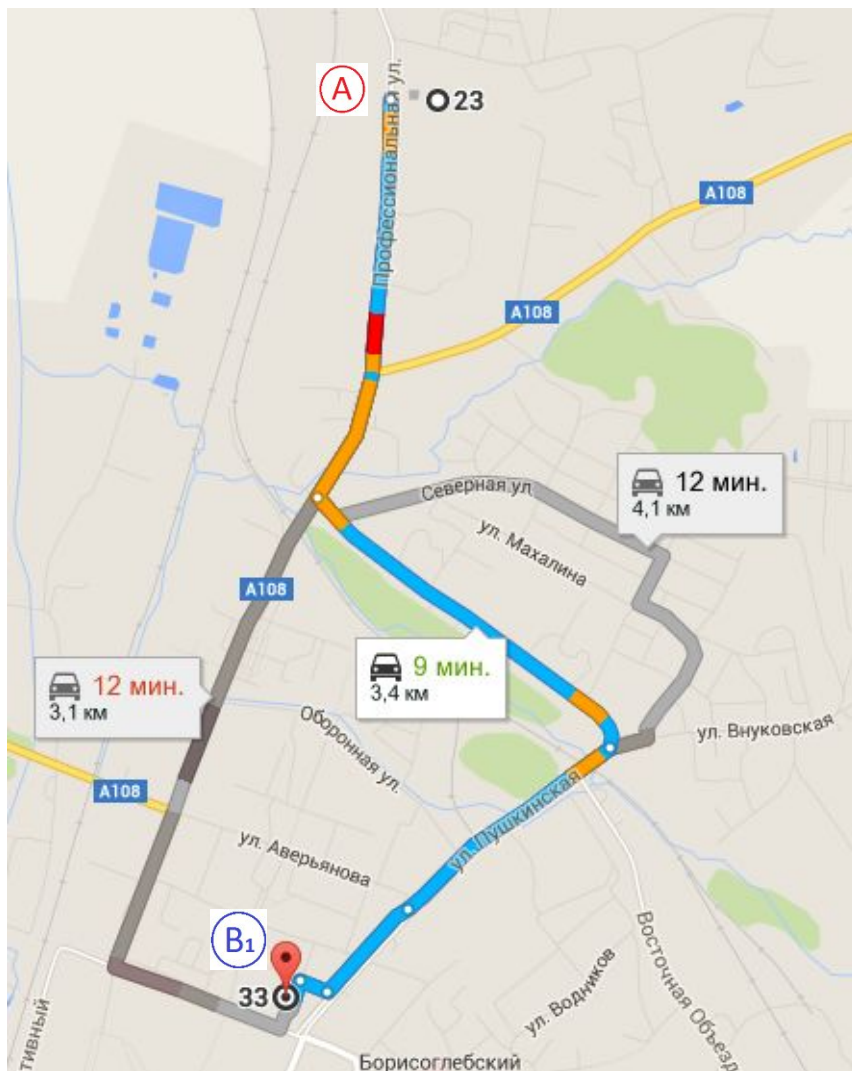 A
23
Профессиональная ул.
A108
A108
Северная ул
12 мин.
4,1 км
ул. Махалина
A108
9 мин.
3,4 км
12 мин.
3,1 км
Оборонная ул.
ул. Внуковская
A108
ул. Пушкинская
ул. Аверьянова
B1
33
ул. Водников
Восточная Объезд
тивный
Борисоглебский